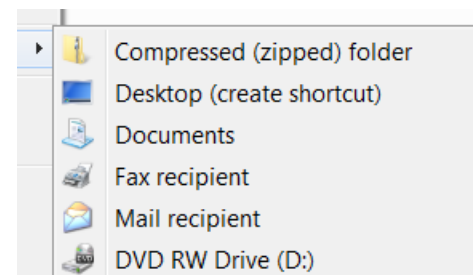 Compressed (zipped) folder
Desktop (create shortcut)
Documents
Fax recipient
Mail recipient
DVD RW Drive (D:)